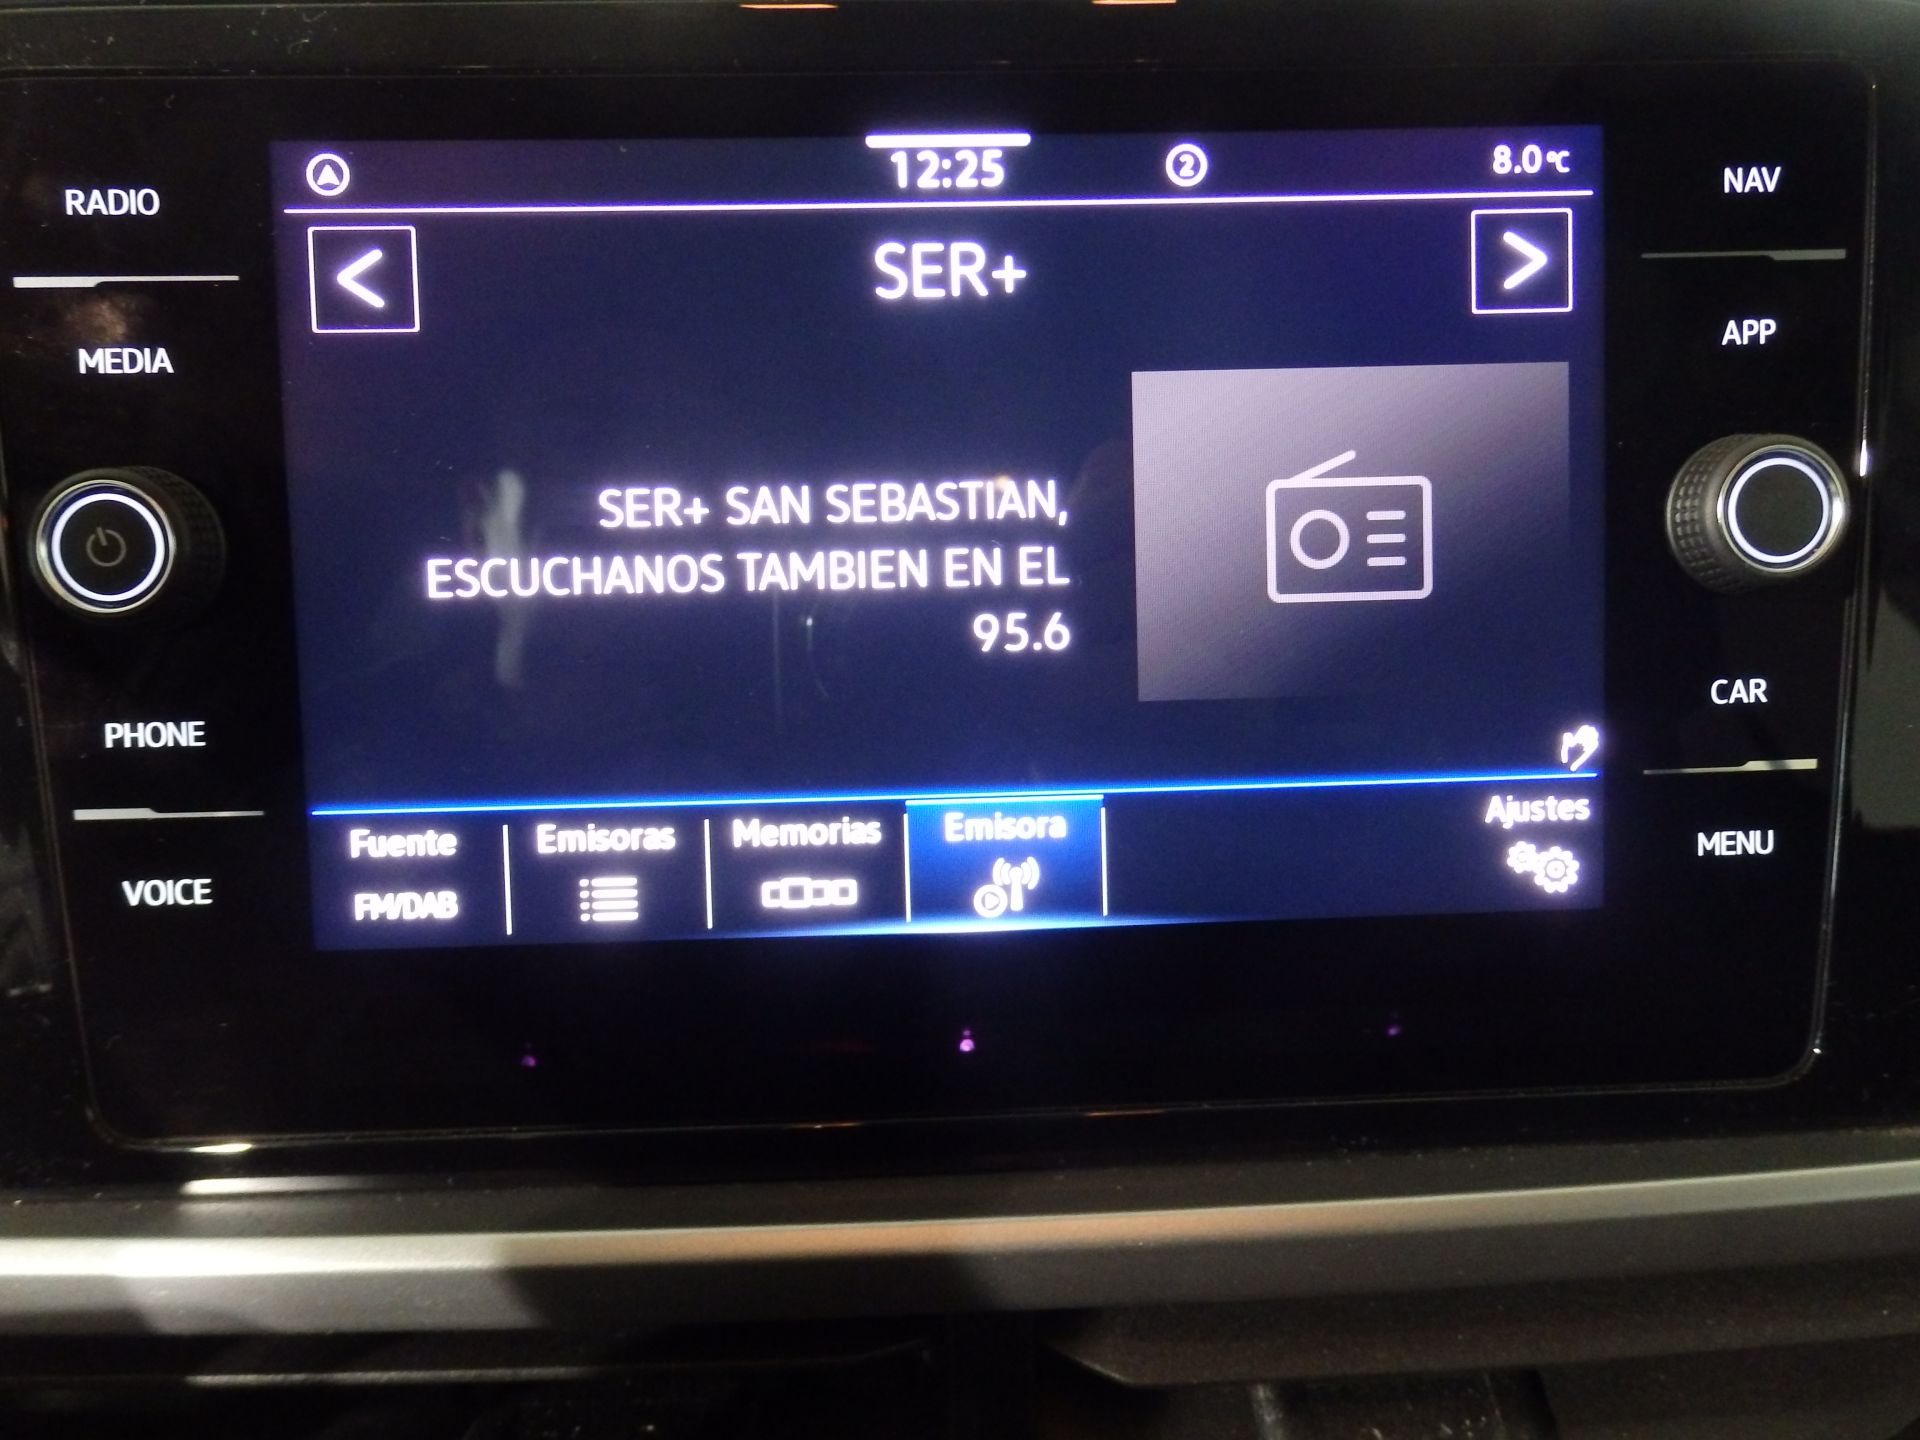 RADIO
MEDIA
PHONE
VOICE
12:25
2
8.0°C
<
SER+
>
SER+ SAN SEBASTIAN,
ESCUCHANOS TAMBIEN EN EL
95.6
Fuente
FM/DAB
Emisoras
Memorias
Emisora
Ajustes
NAV
APP
CAR
MENU